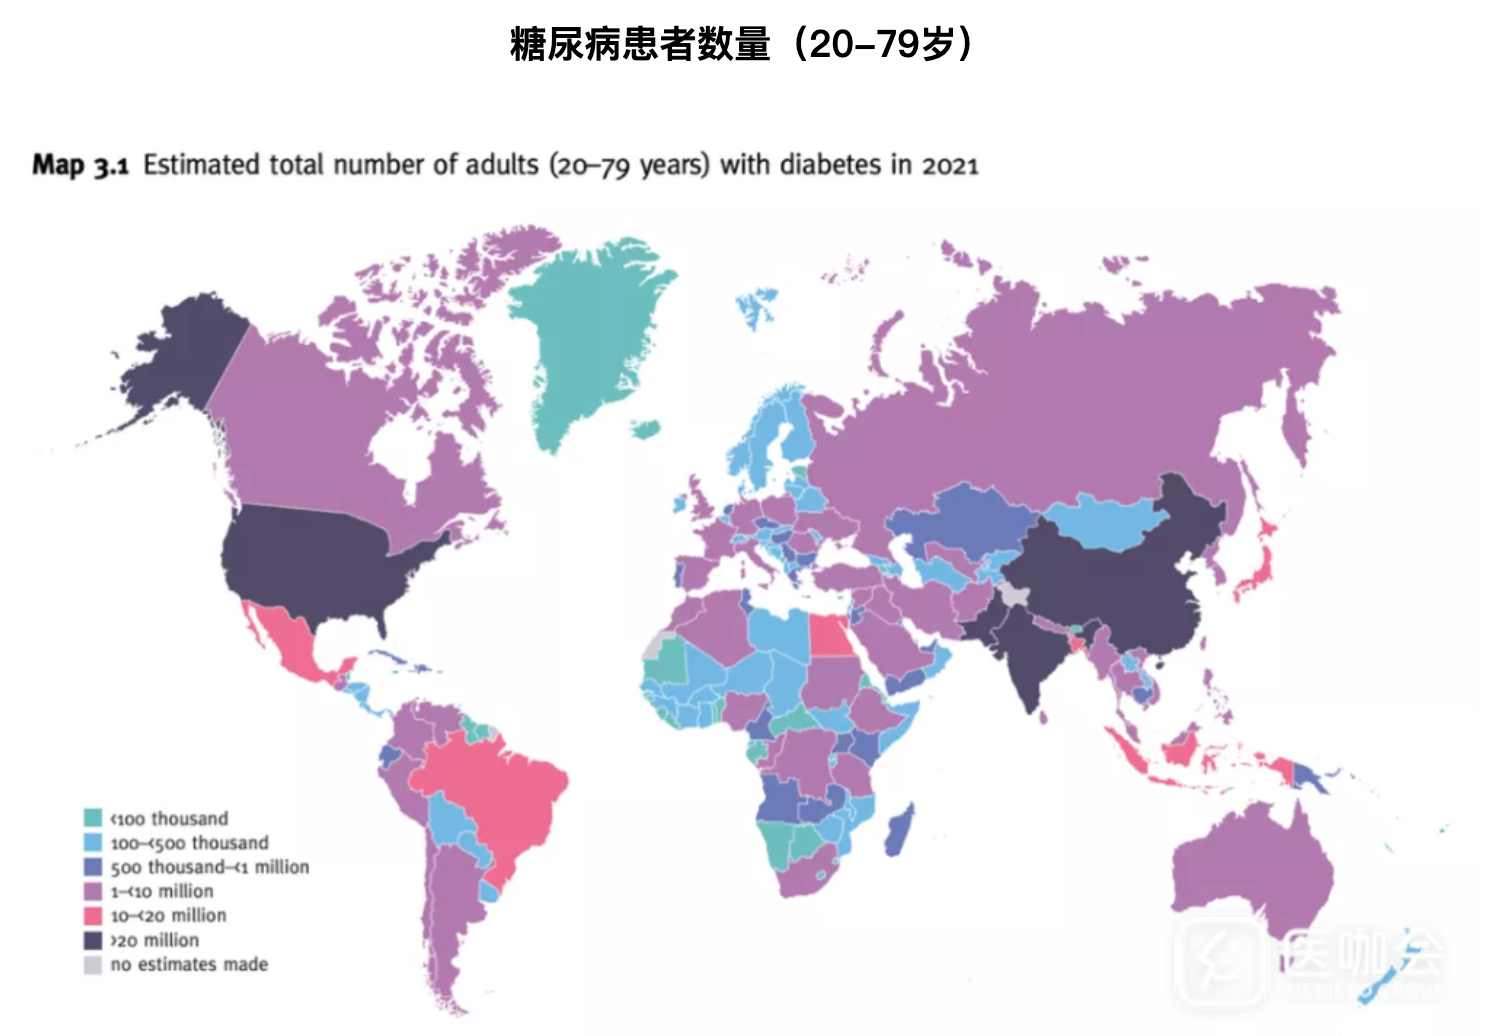 糖尿病患者数量（20–79岁）
Map 3.1 Estimated total number of adults (20–79 years) with diabetes in 2021
<100 thousand
100–<500 thousand
500 thousand–<1 million
1–<10 million
10–<20 million
>20 million
no estimates made
医咖会